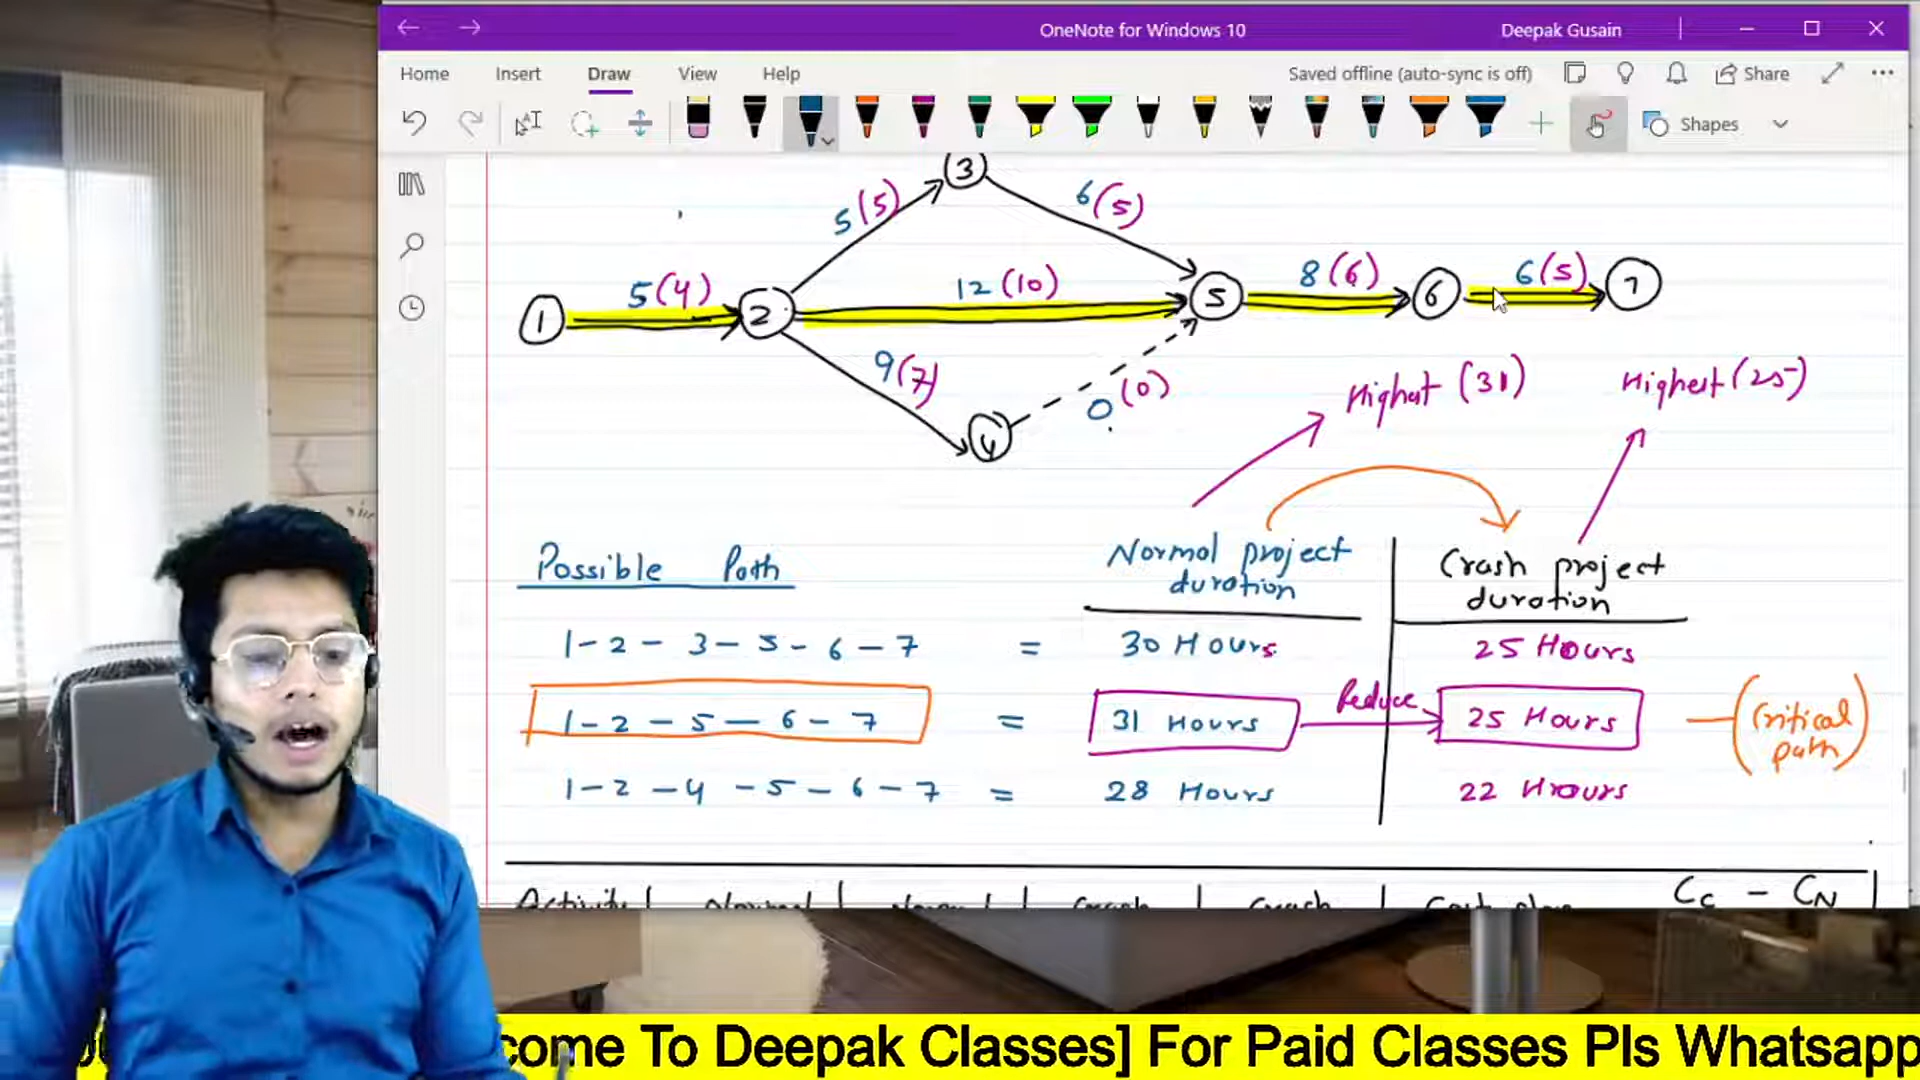 OneNote for Windows 10
Deepak Gusain
Home Insert Draw View Help
Saved offline (auto-sync is off)
Share
Shapes
3
5(5)
6(5)
1
5(4)
2
12(10)
5
8(6)
6
6(5)
7
9(7)
4
0(0)
Highest (31)
Highest (25)
Possible Path
Normal project
duration
Crash project
duration
1-2-3-5-6-7 = 30 Hours
25 Hours
1-2-5-6-7 = 31 Hours
Reduce
25 Hours
(Critical
path)
1-2-4-5-6-7 = 28 Hours
22 Hours
Activity
Cc - CN
come To Deepak Classes] For Paid Classes Pls Whatsapp